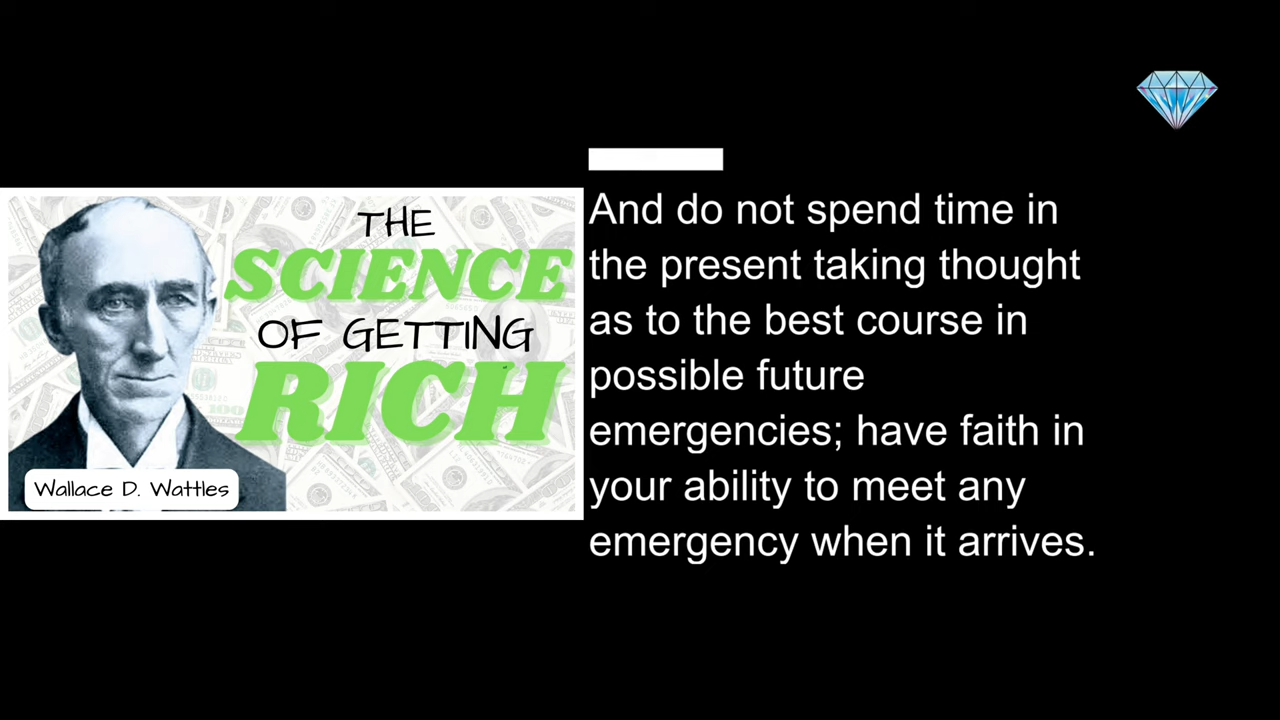 THE
SCIENCE
OF GETTING
RICH
Wallace D. Wattles
And do not spend time in
the present taking thought
as to the best course in
possible future
emergencies; have faith in
your ability to meet any
emergency when it arrives.